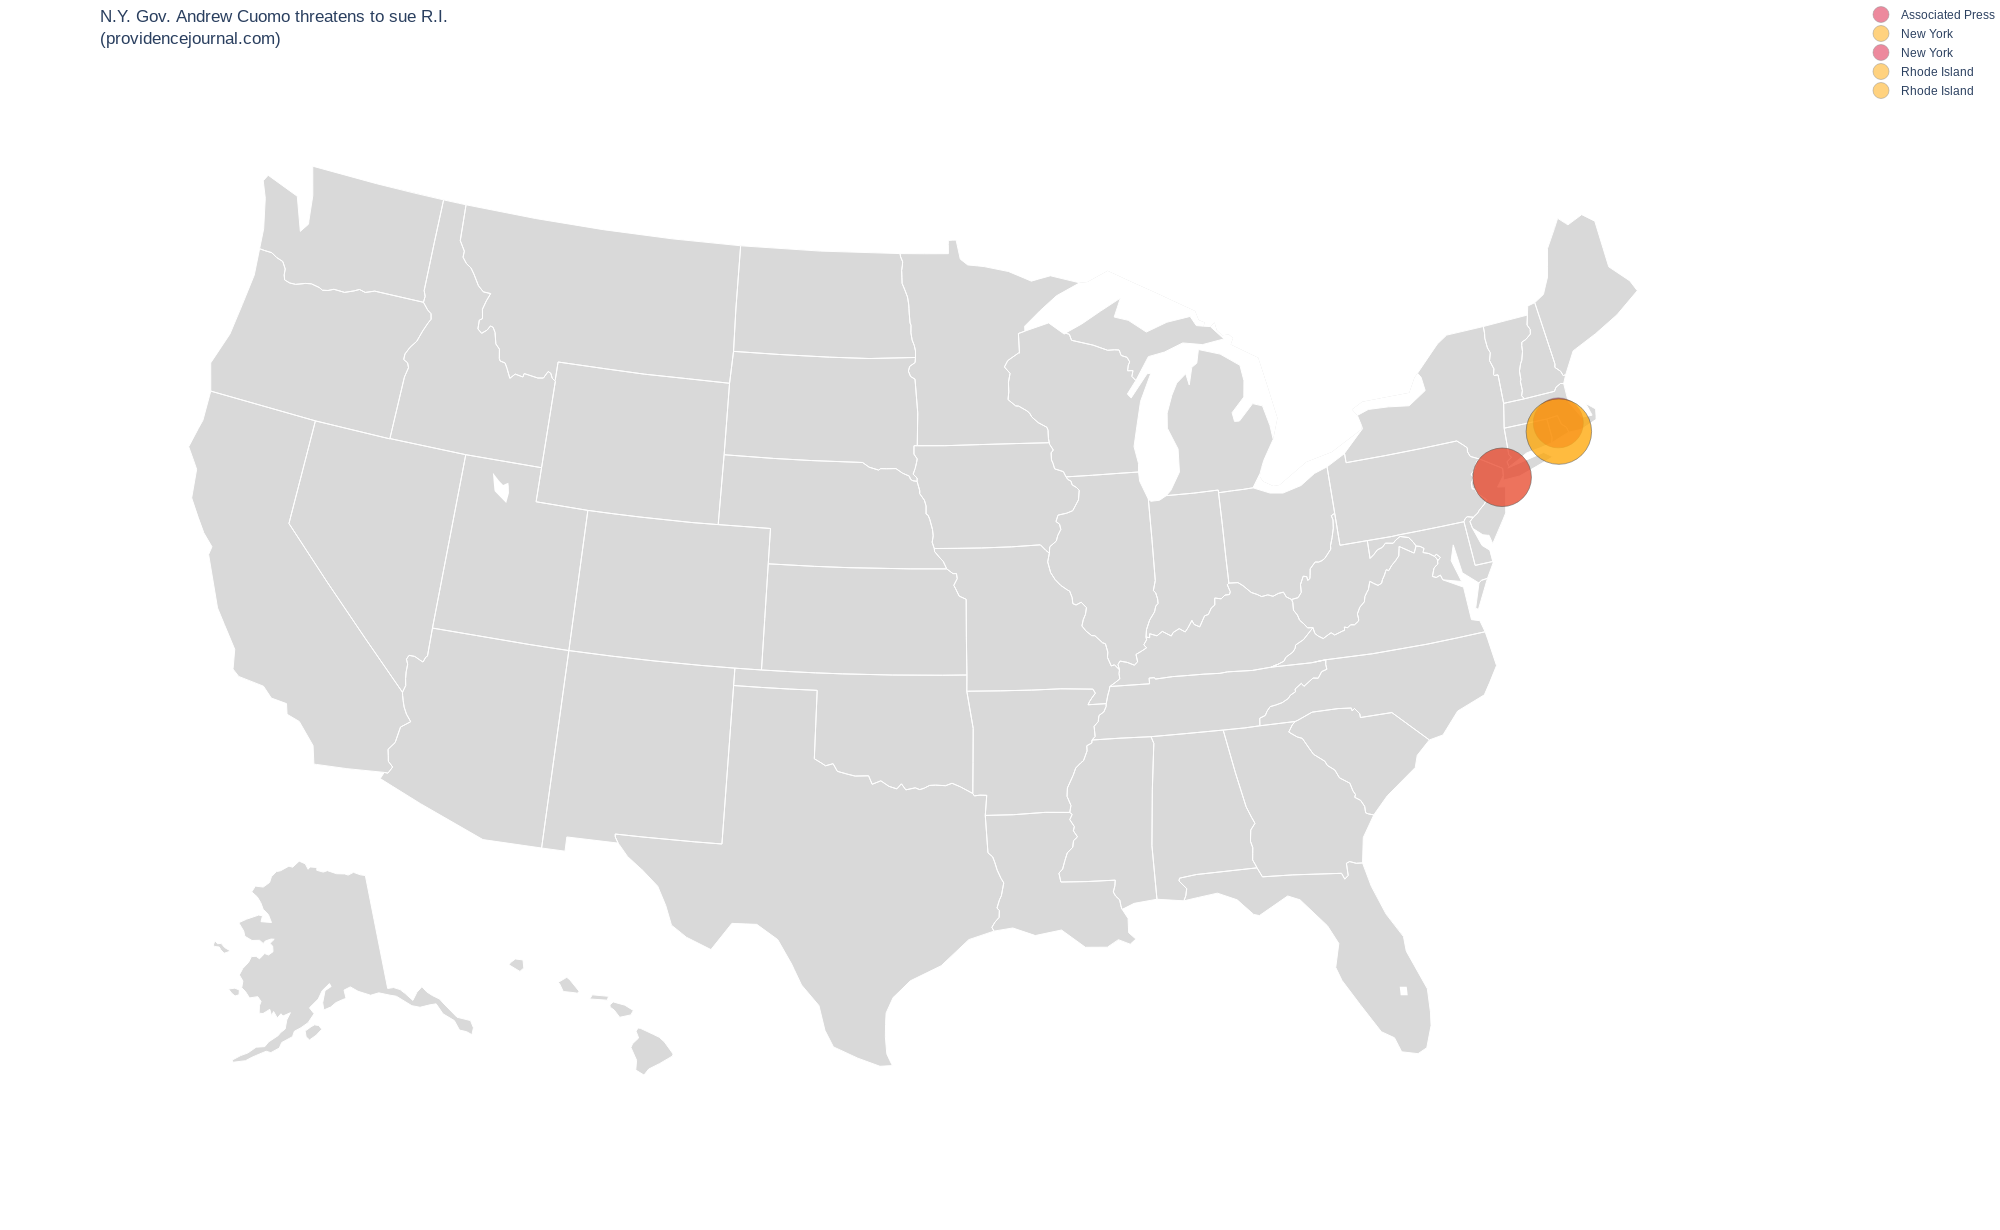 N.Y. Gov. Andrew Cuomo threatens to sue R.I.
(providencejournal.com)
Associated Press
New York
New York
Rhode Island
Rhode Island